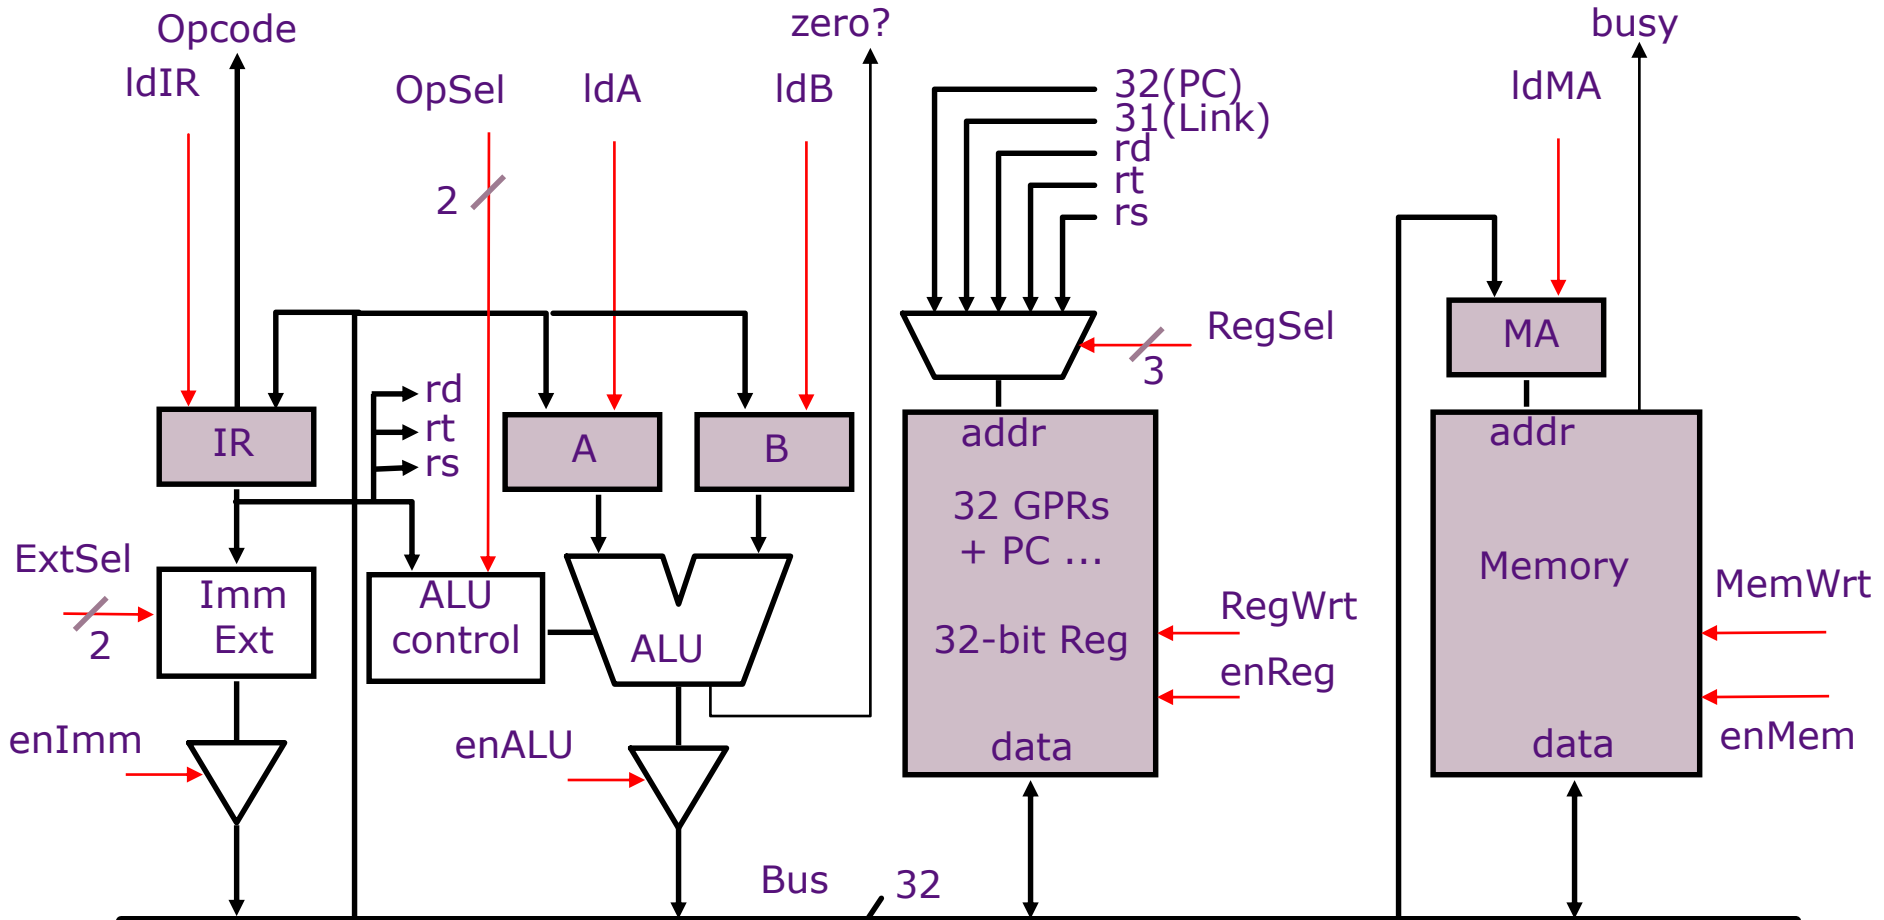 Opcode
zero?
busy
ldIR
OpSel
ldA
ldB
32(PC)
31(Link)
rd
rt
rs
ldMA
2
RegSel
3
MA
IR
rd
rt
rs
A
B
addr
32 GPRs
+ PC ...
32-bit Reg
data
addr
Memory
data
ExtSel
2
Imm
Ext
ALU
control
ALU
RegWrt
enReg
MemWrt
enMem
enImm
enALU
Bus
32